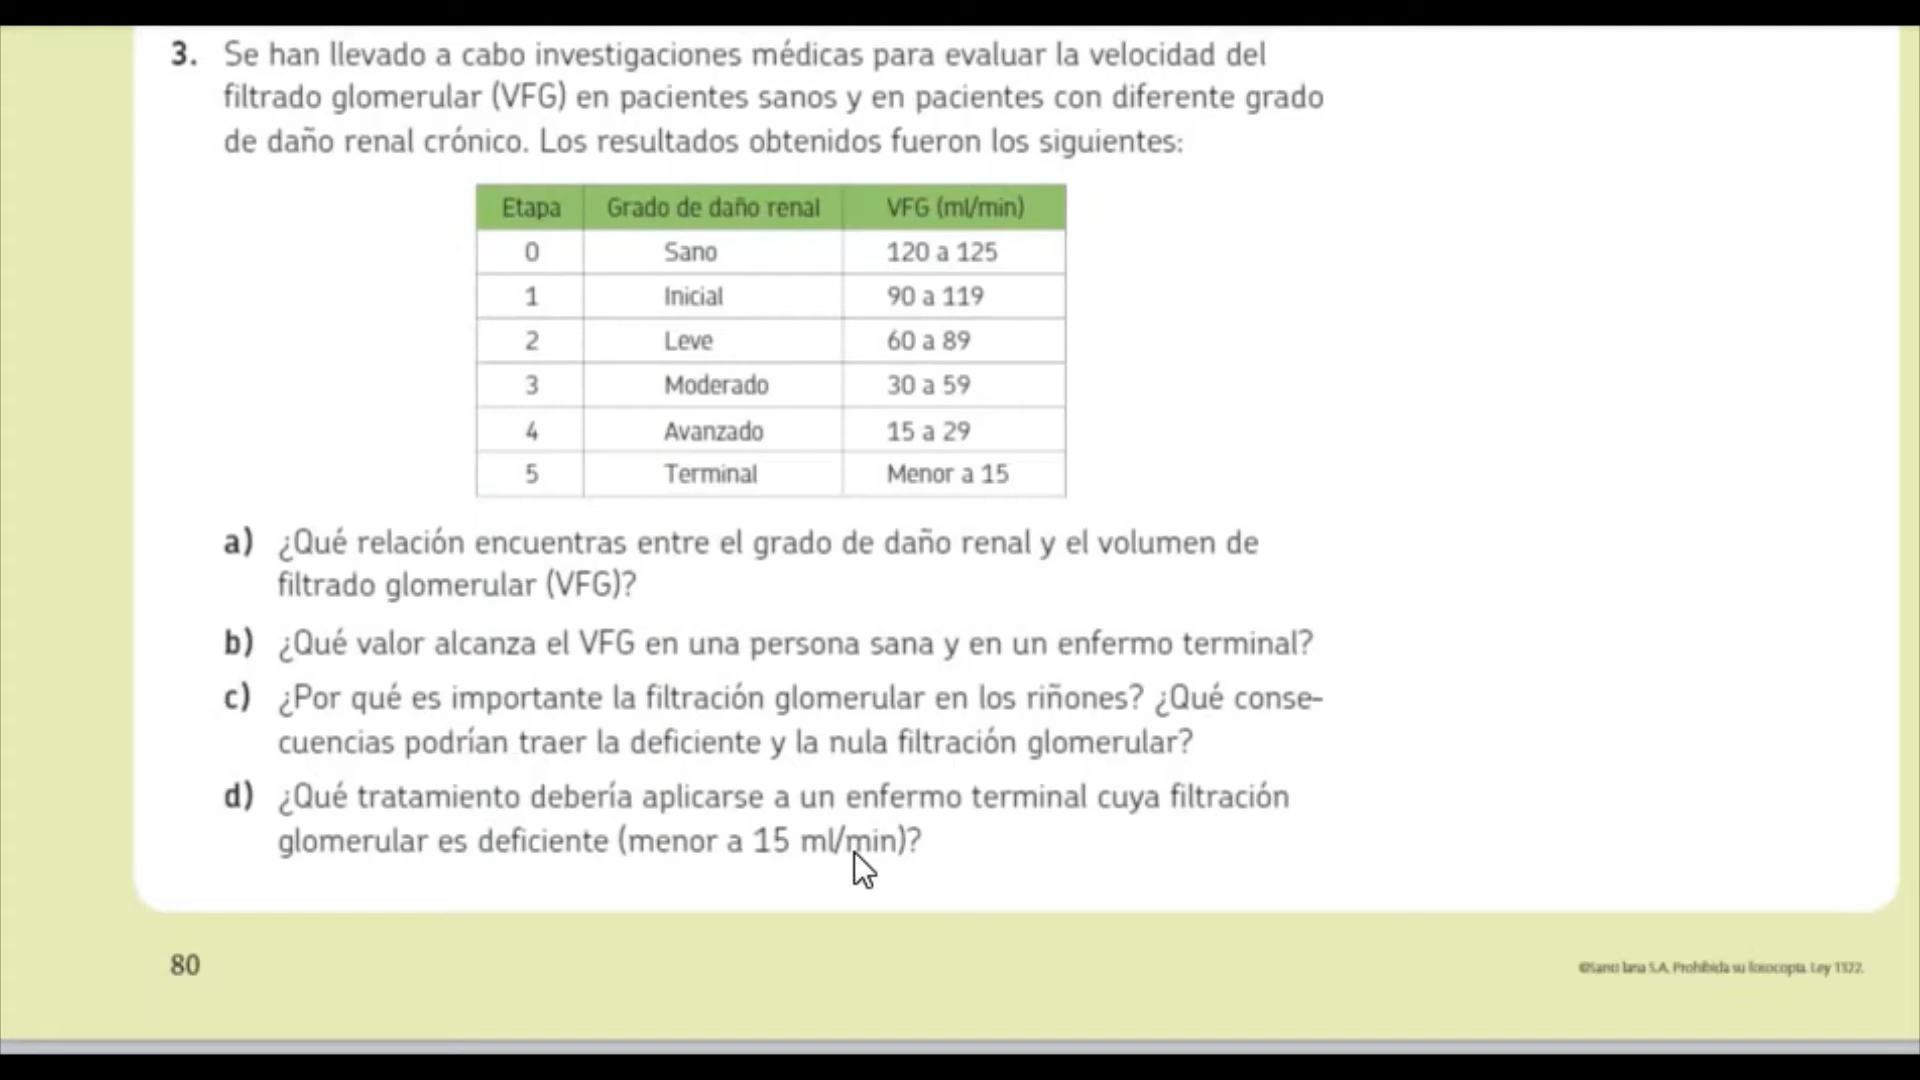 3. Se han llevado a cabo investigaciones médicas para evaluar la velocidad del
filtrado glomerular (VFG) en pacientes sanos y en pacientes con diferente grado
de daño renal crónico. Los resultados obtenidos fueron los siguientes:
Etapa Grado de daño renal VFG (ml/min)
0 Sano 120 a 125
1 Inicial 90 a 119
2 Leve 60 a 89
3 Moderado 30 a 59
4 Avanzado 15 a 29
5 Terminal Menor a 15
a) ¿Qué relación encuentras entre el grado de daño renal y el volumen de
filtrado glomerular (VFG)?
b) ¿Qué valor alcanza el VFG en una persona sana y en un enfermo terminal?
c) ¿Por qué es importante la filtración glomerular en los riñones? ¿Qué conse-
cuencias podrían traer la deficiente y la nula filtración glomerular?
d) ¿Qué tratamiento debería aplicarse a un enfermo terminal cuya filtración
glomerular es deficiente (menor a 15 ml/min)?
80
S.A. Prohibida su fotocopia. Ley 1322.